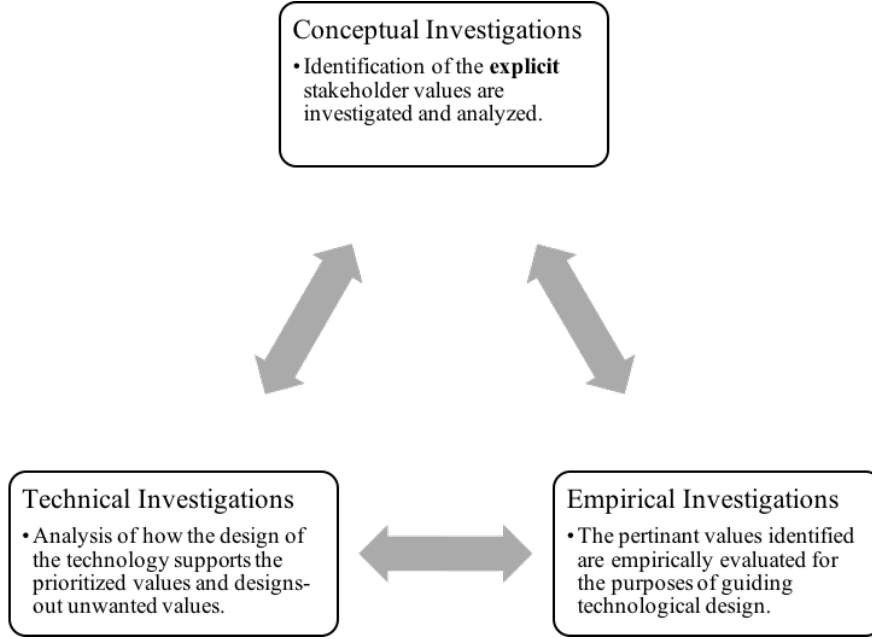 Conceptual Investigations
• Identification of the explicit
stakeholder values are
investigated and analyzed.
Technical Investigations
• Analysis of how the design of
the technology supports the
prioritized values and designs-
out unwanted values.
Empirical Investigations
• The pertinant values identified
are empirically evaluated for
the purposes of guiding
technological design.